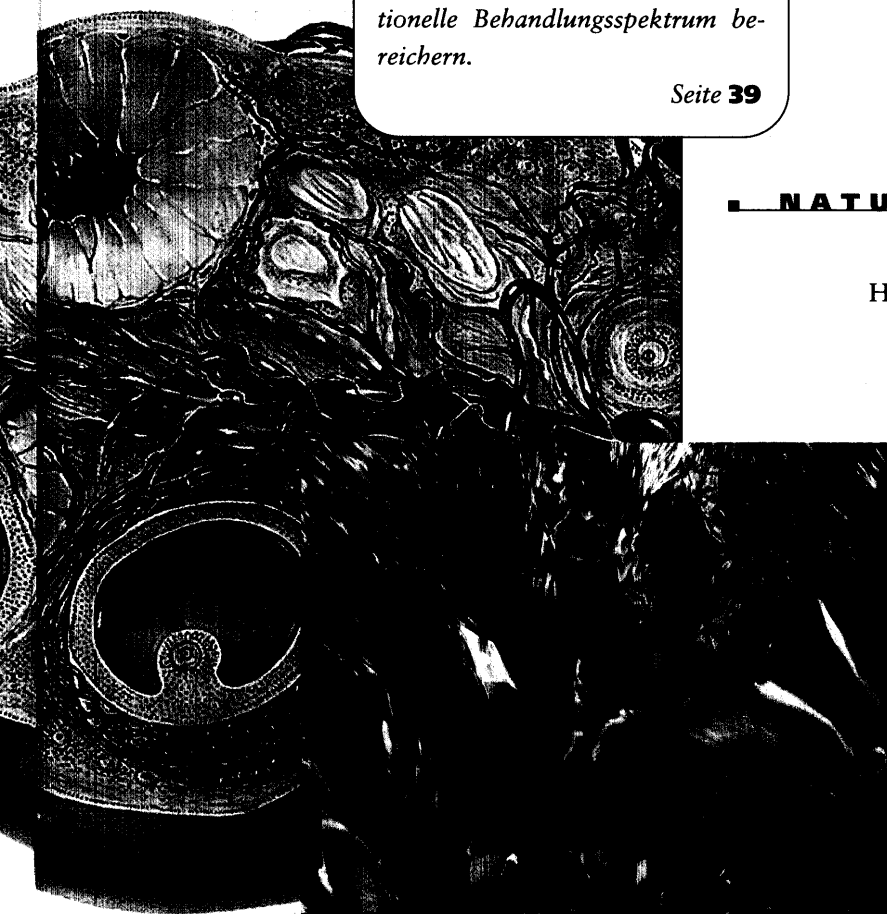 tionelle Behandlungsspektrum be-
reichern.
Seite 39
NATU
H